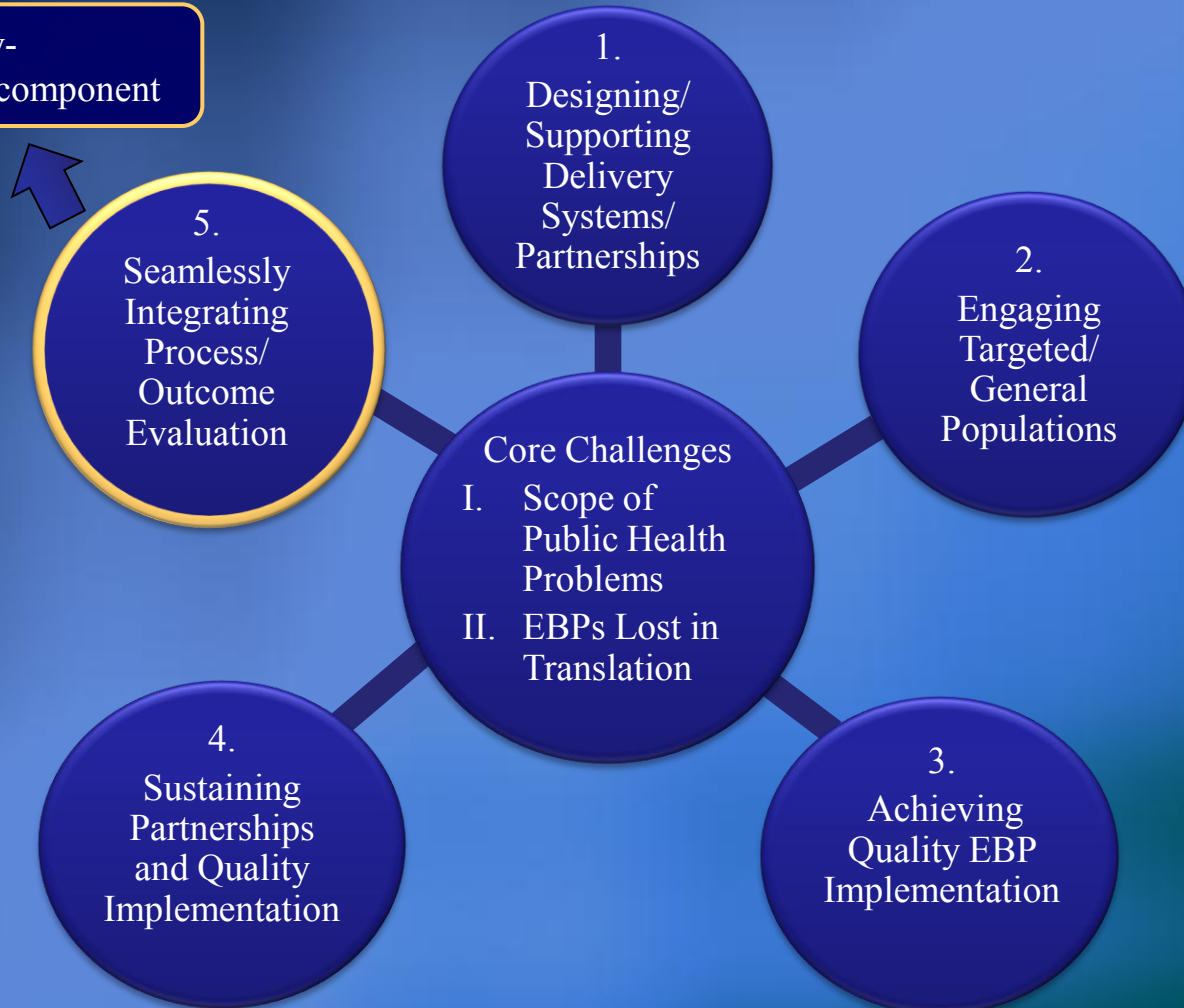 component
1.
Designing/
Supporting
Delivery
Systems/
Partnerships
2.
Engaging
Targeted/
General
Populations
3.
Achieving
Quality EBP
Implementation
4.
Sustaining
Partnerships
and Quality
Implementation
5.
Seamlessly
Integrating
Process/
Outcome
Evaluation
Core Challenges
I. Scope of
Public Health
Problems
II. EBPs Lost in
Translation